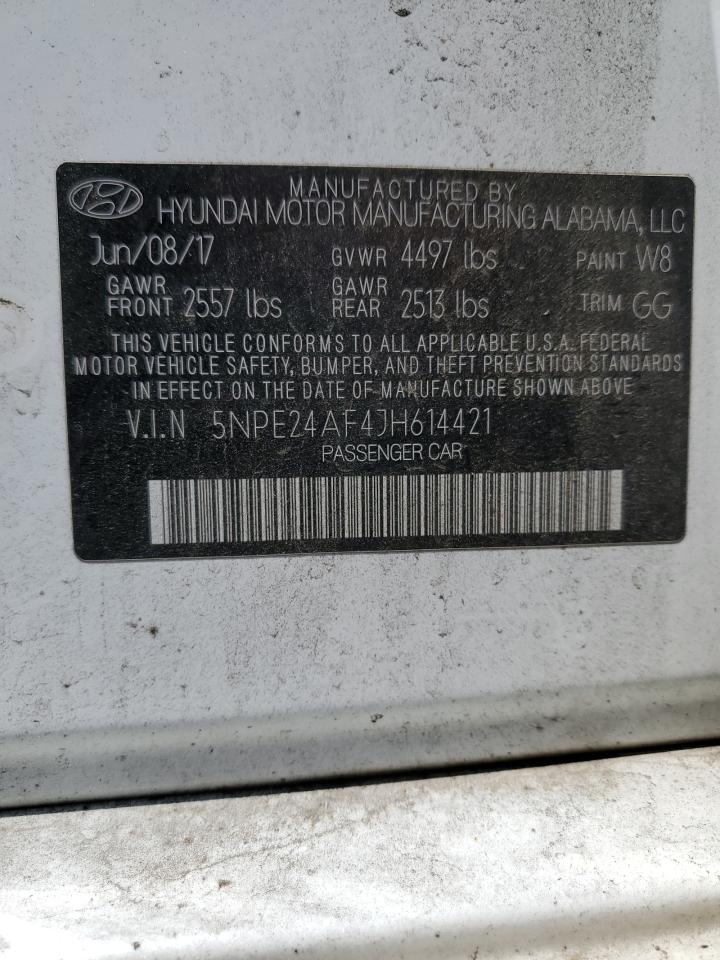 MANUFACTURED BY
HYUNDAI MOTOR MANUFACTURING ALABAMA, LLC
Jun/08/17 GVWR 4497 lbs PAINT W8
GAWR FRONT 2557 lbs GAWR REAR 2513 lbs TRIM GG
THIS VEHICLE CONFORMS TO ALL APPLICABLE U.S.A. FEDERAL
MOTOR VEHICLE SAFETY, BUMPER, AND THEFT PREVENTION STANDARDS
IN EFFECT ON THE DATE OF MANUFACTURE SHOWN ABOVE
V.I.N 5NPE24AF4JH614421
PASSENGER CAR